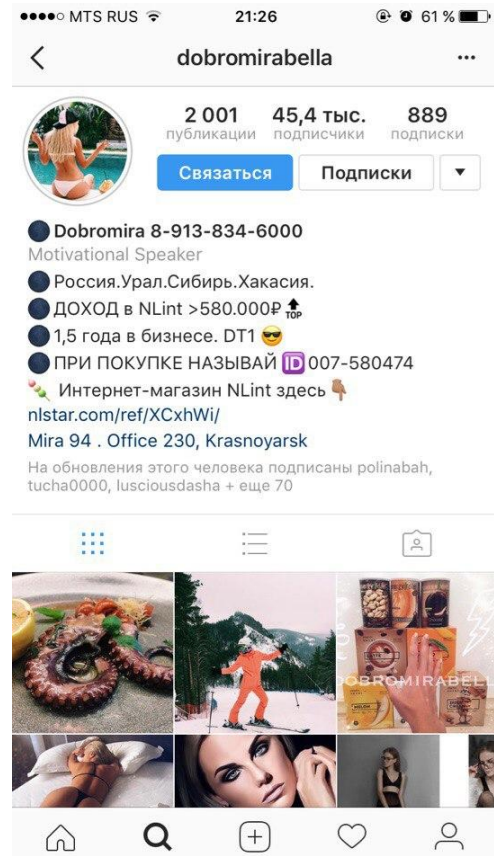 MTS RUS 21:26 61 %
dobromirabella
2 001 45,4 тыс. 889
публикации подписчики подписки
Связаться Подписки
Dobromira 8-913-834-6000
Motivational Speaker
Россия.Урал.Сибирь.Хакасия.
ДОХОД в NLint >580.000₽ 🔝
1,5 года в бизнесе. DT1 😎
ПРИ ПОКУПКЕ НАЗЫВАЙ 🆔 007-580474
🍡 Интернет-магазин NLint здесь 👇🏽
nlstar.com/ref/XCxhWi/
Mira 94 . Office 230, Krasnoyarsk
На обновления этого человека подписаны polinabah,
tucha0000, lusciousdasha + еще 70
DOBROMIRABELL